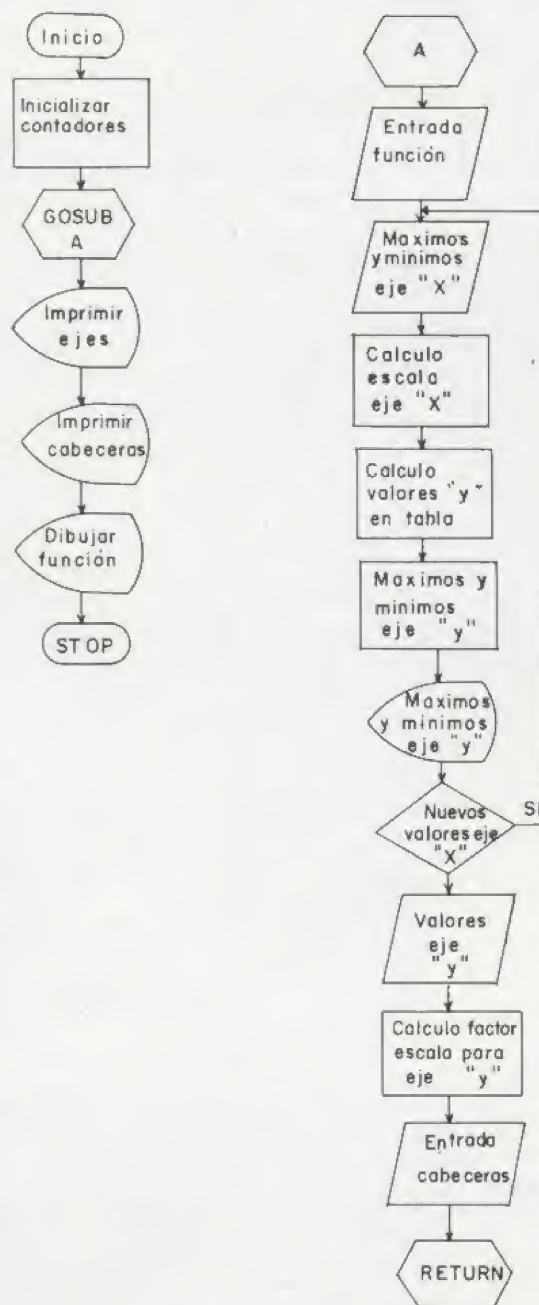 Inicio
Inicializar
contadores
GOSUB
A
Imprimir
ejes
Imprimir
cabeceras
Dibujar
función
STOP
A
Entrada
función
Maximos
y minimos
eje "X"
Calculo
escala
eje "X"
Calculo
valores "y"
en tabla
Maximos y
minimos
eje "y"
Maximos
y minimos
eje "y"
Nuevos
valores eje
"X"
Valores
eje
"y"
Calculo factor
escala para
eje "y"
Entrada
cabeceras
RETURN